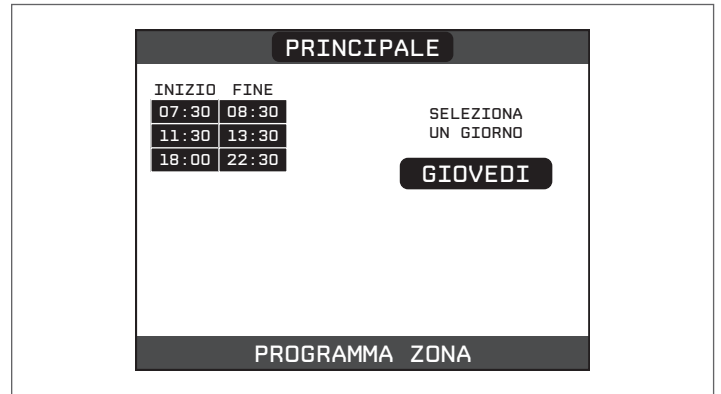 PRINCIPALE
INIZIO FINE
07:30 08:30
11:30 13:30
18:00 22:30
SELEZIONA
UN GIORNO
GIOVEDI
PROGRAMMA ZONA